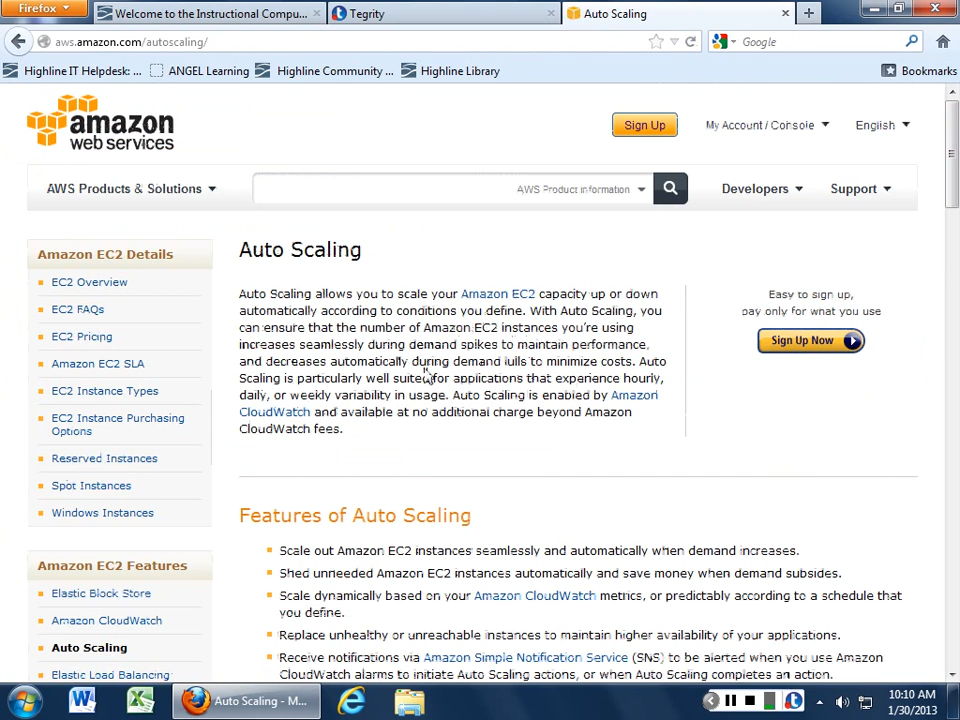 Firefox
Welcome to the Instructional Compu...
Tegrity
Auto Scaling
aws.amazon.com/autoscaling/
Google
Highline IT Helpdesk: ...
ANGEL Learning
Highline Community ...
Highline Library
Bookmarks
amazon
web services
Sign Up
My Account / Console
English
AWS Products & Solutions
AWS Product Information
Developers
Support
Amazon EC2 Details
EC2 Overview
EC2 FAQs
EC2 Pricing
Amazon EC2 SLA
EC2 Instance Types
EC2 Instance Purchasing
Options
Reserved Instances
Spot Instances
Windows Instances
Amazon EC2 Features
Elastic Block Store
Amazon CloudWatch
Auto Scaling
Elastic Load Balancing
Auto Scaling
Auto Scaling allows you to scale your Amazon EC2 capacity up or down
automatically according to conditions you define. With Auto Scaling, you
can ensure that the number of Amazon EC2 instances you're using
increases seamlessly during demand spikes to maintain performance,
and decreases automatically during demand lulls to minimize costs. Auto
Scaling is particularly well suited for applications that experience hourly,
daily, or weekly variability in usage. Auto Scaling is enabled by Amazon
CloudWatch and available at no additional charge beyond Amazon
CloudWatch fees.
Easy to sign up,
pay only for what you use
Sign Up Now
Features of Auto Scaling
Scale out Amazon EC2 instances seamlessly and automatically when demand increases.
Shed unneeded Amazon EC2 instances automatically and save money when demand subsides.
Scale dynamically based on your Amazon CloudWatch metrics, or predictably according to a schedule that
you define.
Replace unhealthy or unreachable instances to maintain higher availability of your applications.
Receive notifications via Amazon Simple Notification Service (SNS) to be alerted when you use Amazon
CloudWatch alarms to initiate Auto Scaling actions, or when Auto Scaling completes an action.
Auto Scaling - M...
10:10 AM
1/30/2013